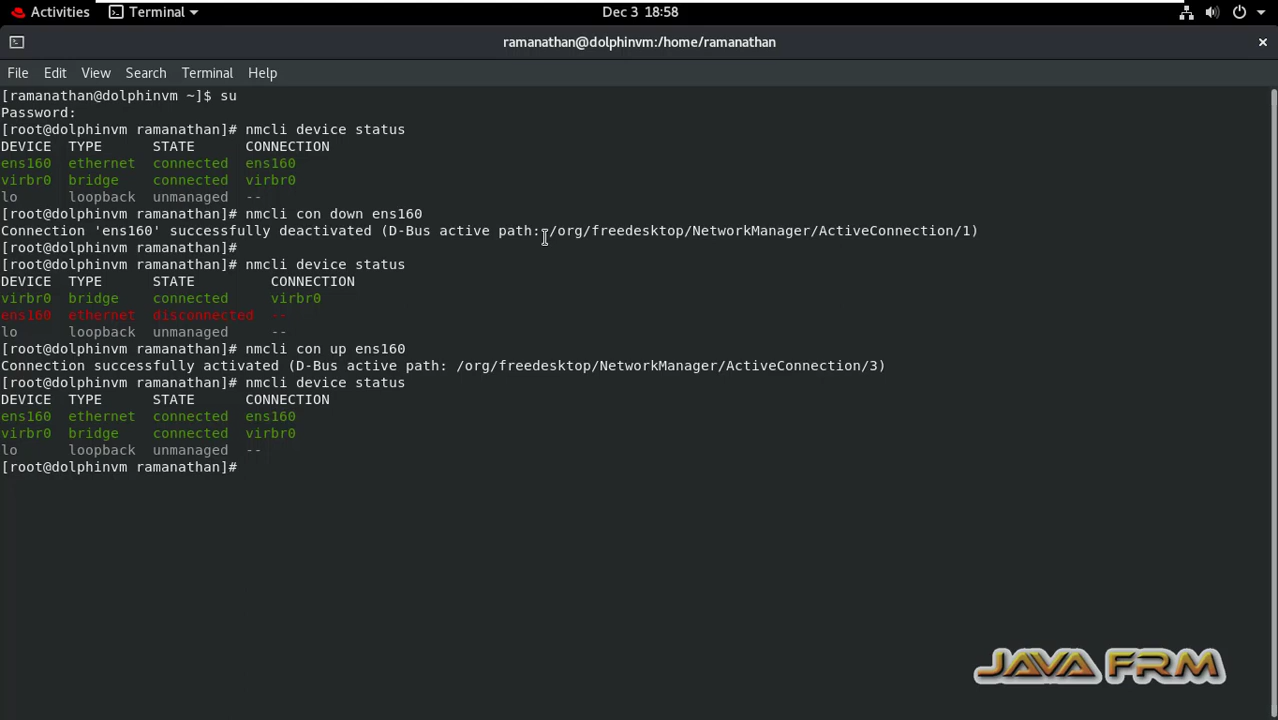 Activities Terminal Dec 3 18:58
ramanathan@dolphinvm:/home/ramanathan ×
File Edit View Search Terminal Help
[ramanathan@dolphinvm ~]$ su
Password:
[root@dolphinvm ramanathan]# nmcli device status
DEVICE  TYPE      STATE      CONNECTION
ens160  ethernet  connected  ens160
virbr0  bridge    connected  virbr0
lo      loopback  unmanaged  --
[root@dolphinvm ramanathan]# nmcli con down ens160
Connection 'ens160' successfully deactivated (D-Bus active path: /org/freedesktop/NetworkManager/ActiveConnection/1)
[root@dolphinvm ramanathan]#
[root@dolphinvm ramanathan]# nmcli device status
DEVICE  TYPE      STATE         CONNECTION
virbr0  bridge    connected     virbr0
ens160  ethernet  disconnected  --
lo      loopback  unmanaged     --
[root@dolphinvm ramanathan]# nmcli con up ens160
Connection successfully activated (D-Bus active path: /org/freedesktop/NetworkManager/ActiveConnection/3)
[root@dolphinvm ramanathan]# nmcli device status
DEVICE  TYPE      STATE      CONNECTION
ens160  ethernet  connected  ens160
virbr0  bridge    connected  virbr0
lo      loopback  unmanaged  --
[root@dolphinvm ramanathan]#
JAVA FRM